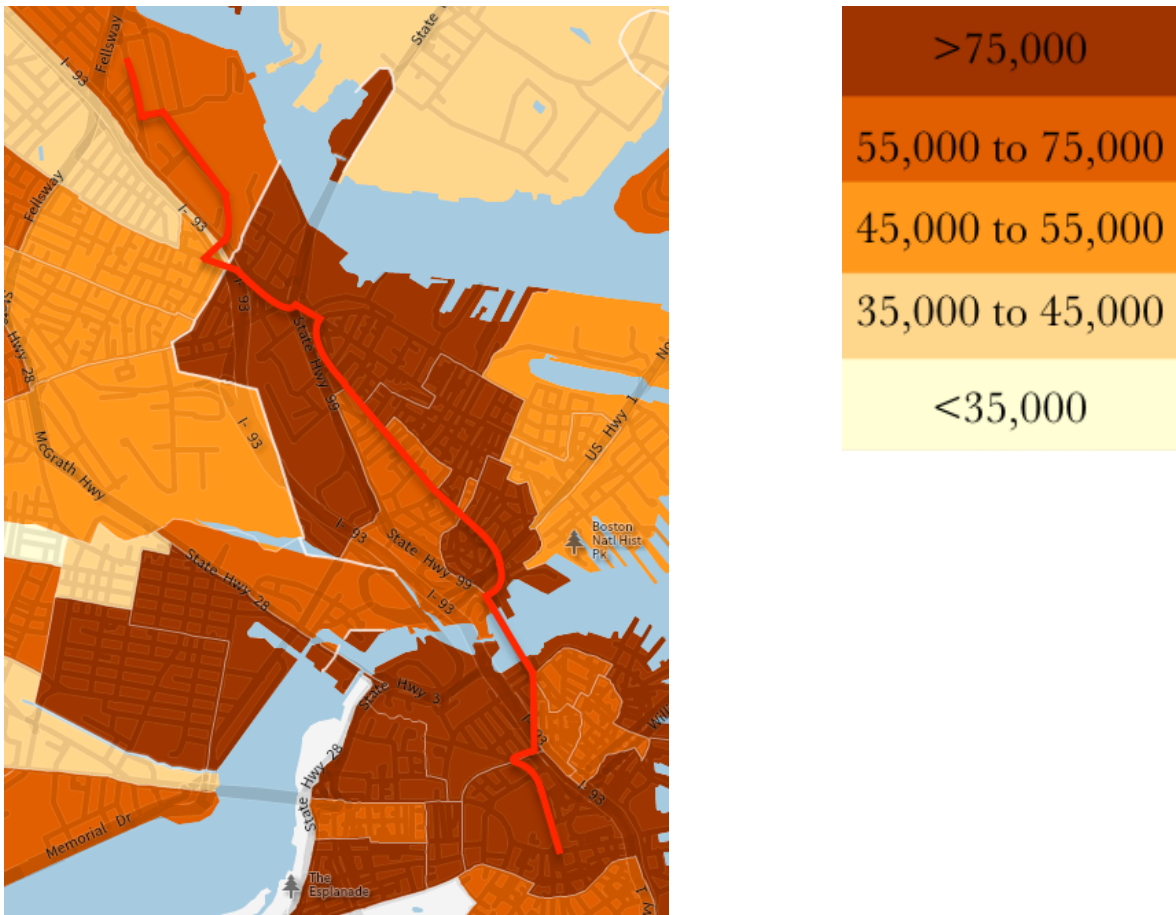 Fellsway
I- 93
State
Fellsway
I- 93
I- 93
State Hwy 99
Hwy 28
US Hwy 1
No
McGrath Hwy
I- 93
I- 93
State Hwy 99
Boston
Natl Hist
Pk
State Hwy 28
I- 93
State Hwy 3
I- 93
State Hwy 28
I- 93
Memorial Dr
The
Esplanade
>75,000
55,000 to 75,000
45,000 to 55,000
35,000 to 45,000
<35,000